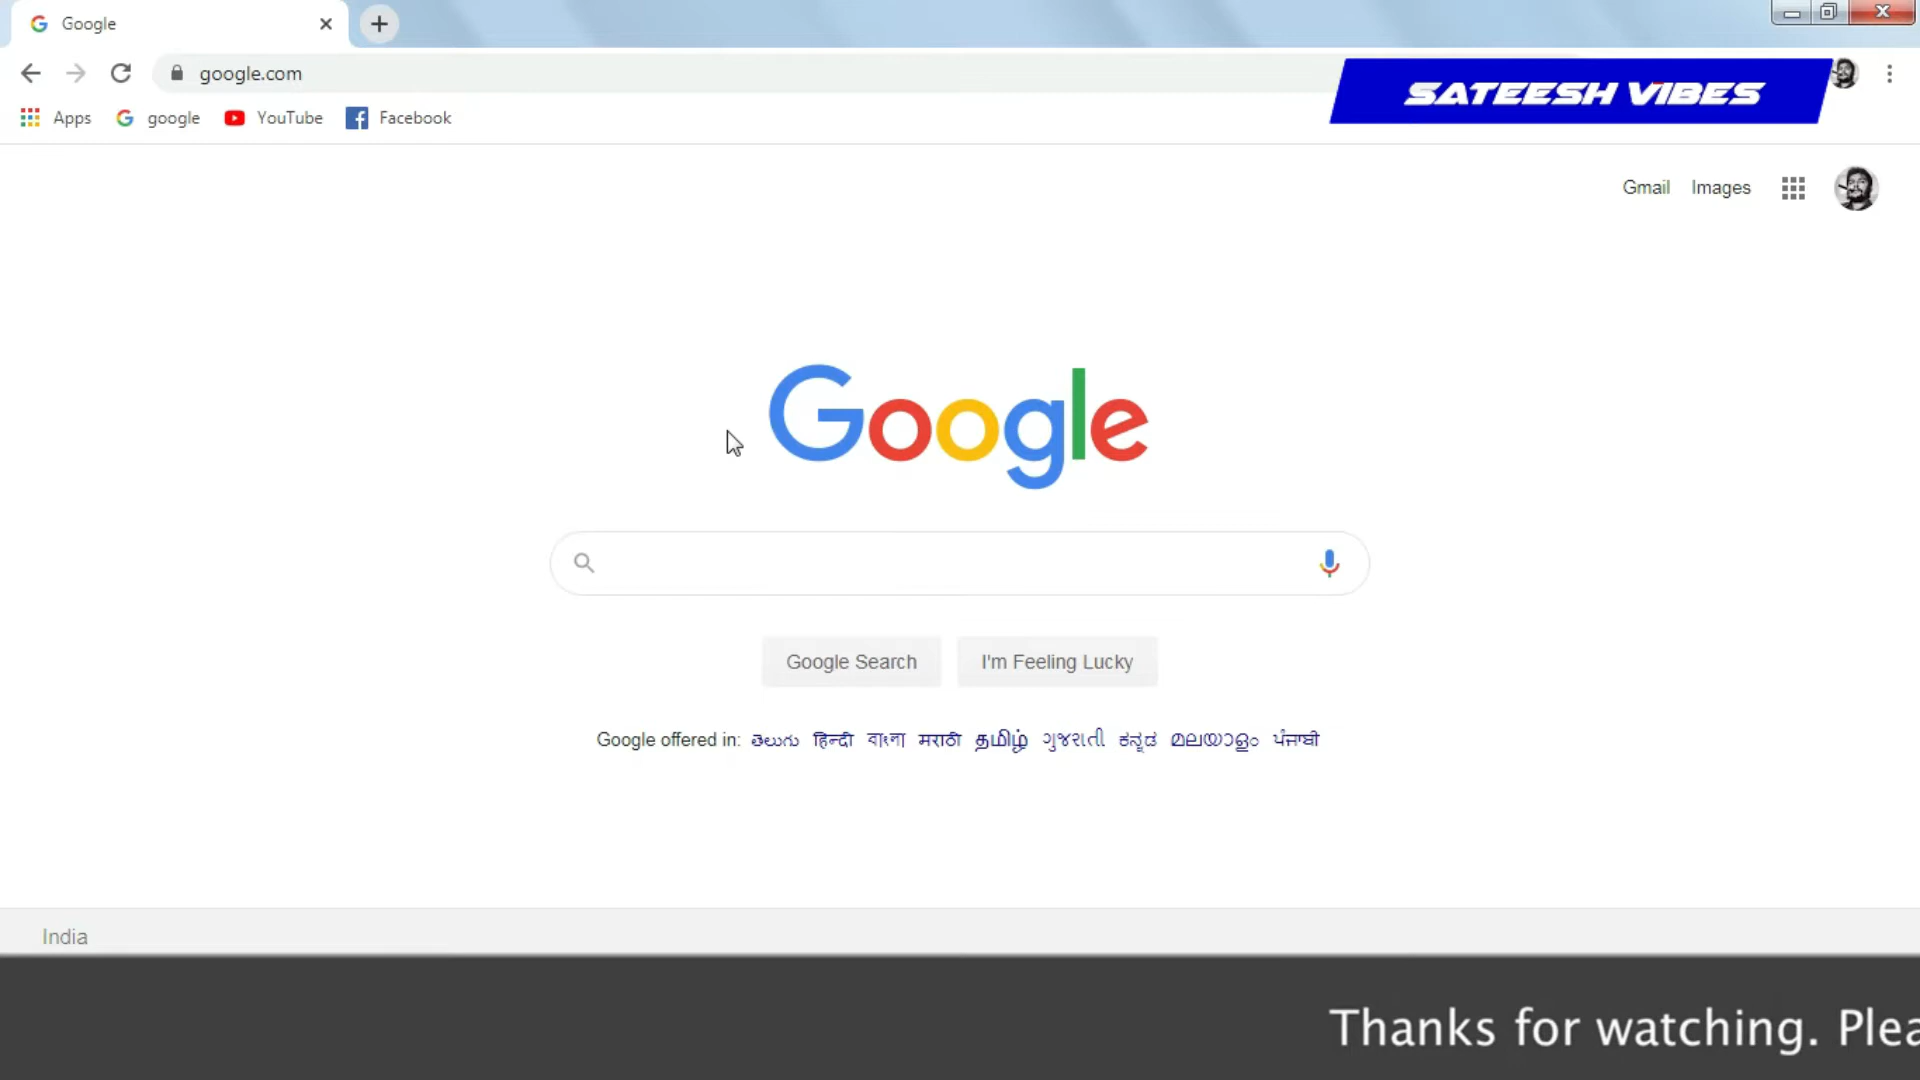 Google
google.com
SATEESH VIBES
Apps google YouTube Facebook
Gmail Images
Google
Google Search I'm Feeling Lucky
Google offered in: తెలుగు हिन्दी বাংলা मराठी தமிழ் ગુજરાતી ಕನ್ನಡ മലയാളം ਪੰਜਾਬੀ
India
Thanks for watching. Plea